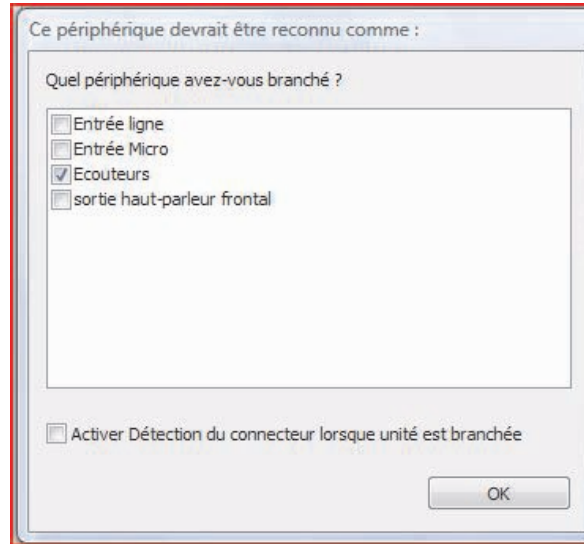 Ce périphérique devrait être reconnu comme :
Quel périphérique avez-vous branché ?
Entrée ligne
Entrée Micro
Ecouteurs
sortie haut-parleur frontal
Activer Détection du connecteur lorsque unité est branchée
OK